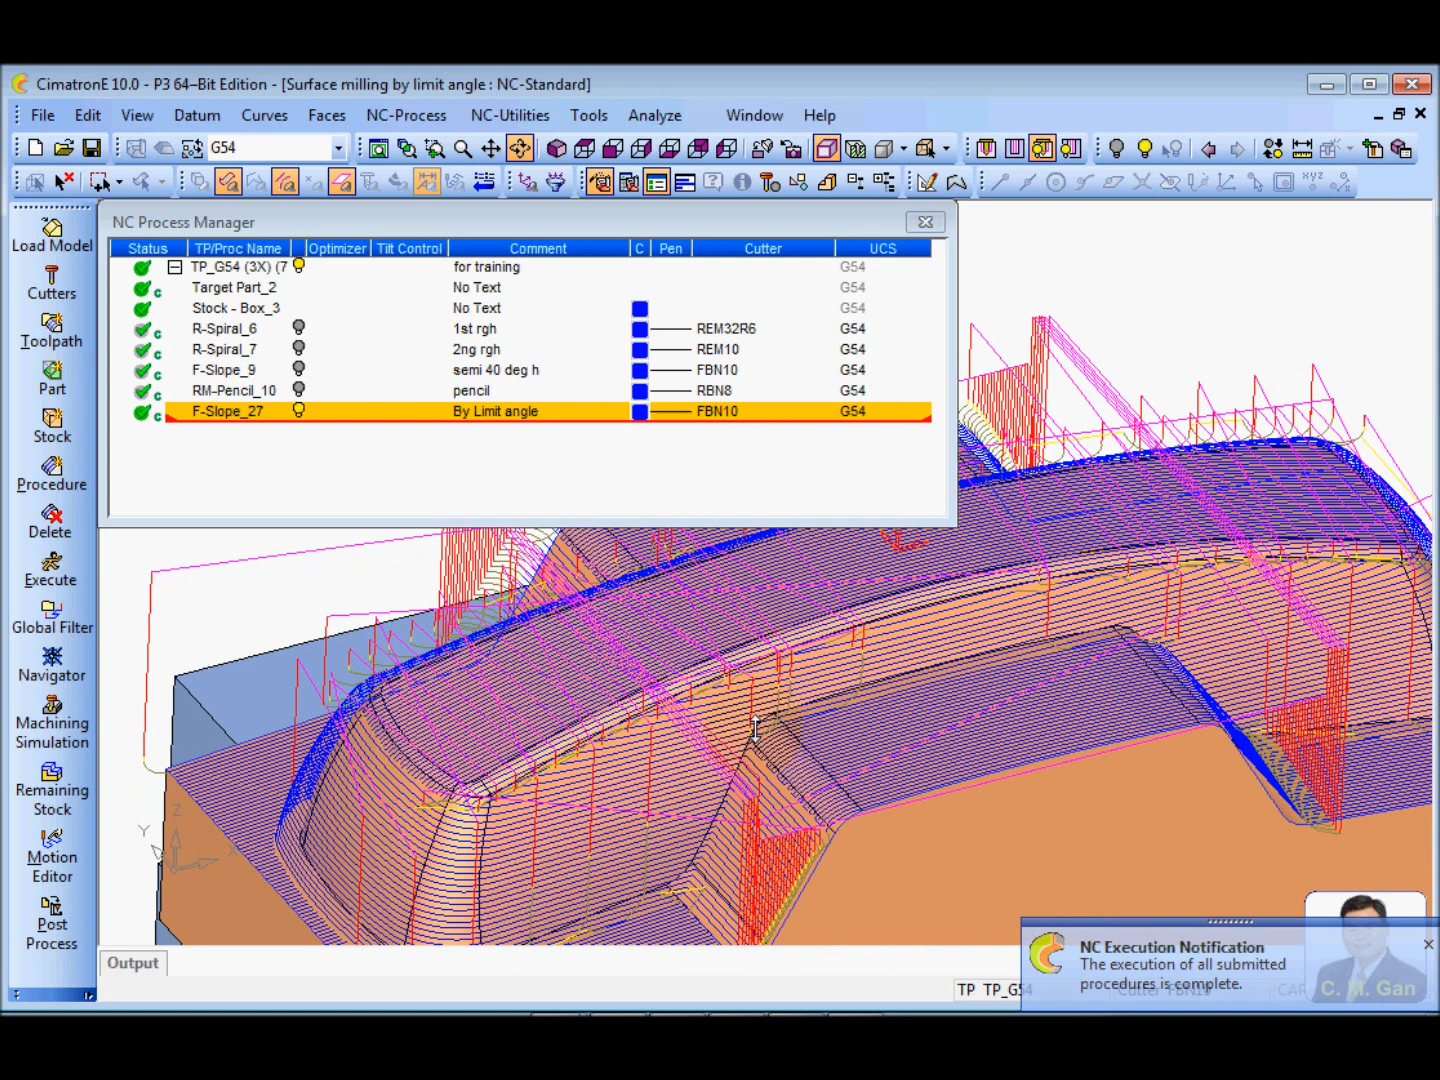 CimatronE 10.0 - P3 64-Bit Edition - [Surface milling by limit angle : NC-Standard]
File Edit View Datum Curves Faces NC-Process NC-Utilities Tools Analyze Window Help
G54
Load Model
Cutters
Toolpath
Part
Stock
Procedure
Delete
Execute
Global Filter
Navigator
Machining
Simulation
Remaining
Stock
Motion
Editor
Post
Process
NC Process Manager
Status TP/Proc Name Optimizer Tilt Control Comment C Pen Cutter UCS
TP_G54 (3X) (7 for training G54
c Target Part_2 No Text G54
Stock - Box_3 No Text G54
c R-Spiral_6 1st rgh REM32R6 G54
c R-Spiral_7 2ng rgh REM10 G54
c F-Slope_9 semi 40 deg h FBN10 G54
c RM-Pencil_10 pencil RBN8 G54
c F-Slope_27 By Limit angle FBN10 G54
Z
Y
Output
TP TP_G54
Cutter FBN10
NC Execution Notification
The execution of all submitted
procedures is complete.
C. M. Gan